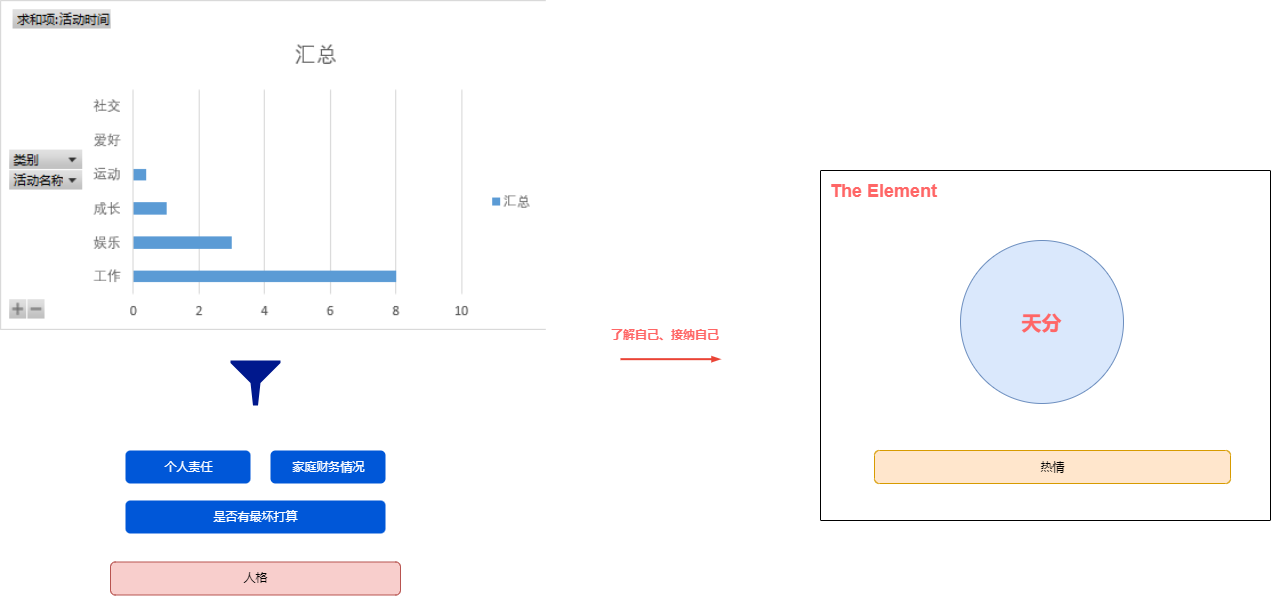 求和项:活动时间
汇总
社交
爱好
类别
运动
活动名称
成长
汇总
娱乐
工作
0 2 4 6 8 10
个人责任
家庭财务情况
是否有最坏打算
人格
了解自己、接纳自己
The Element
天分
热情